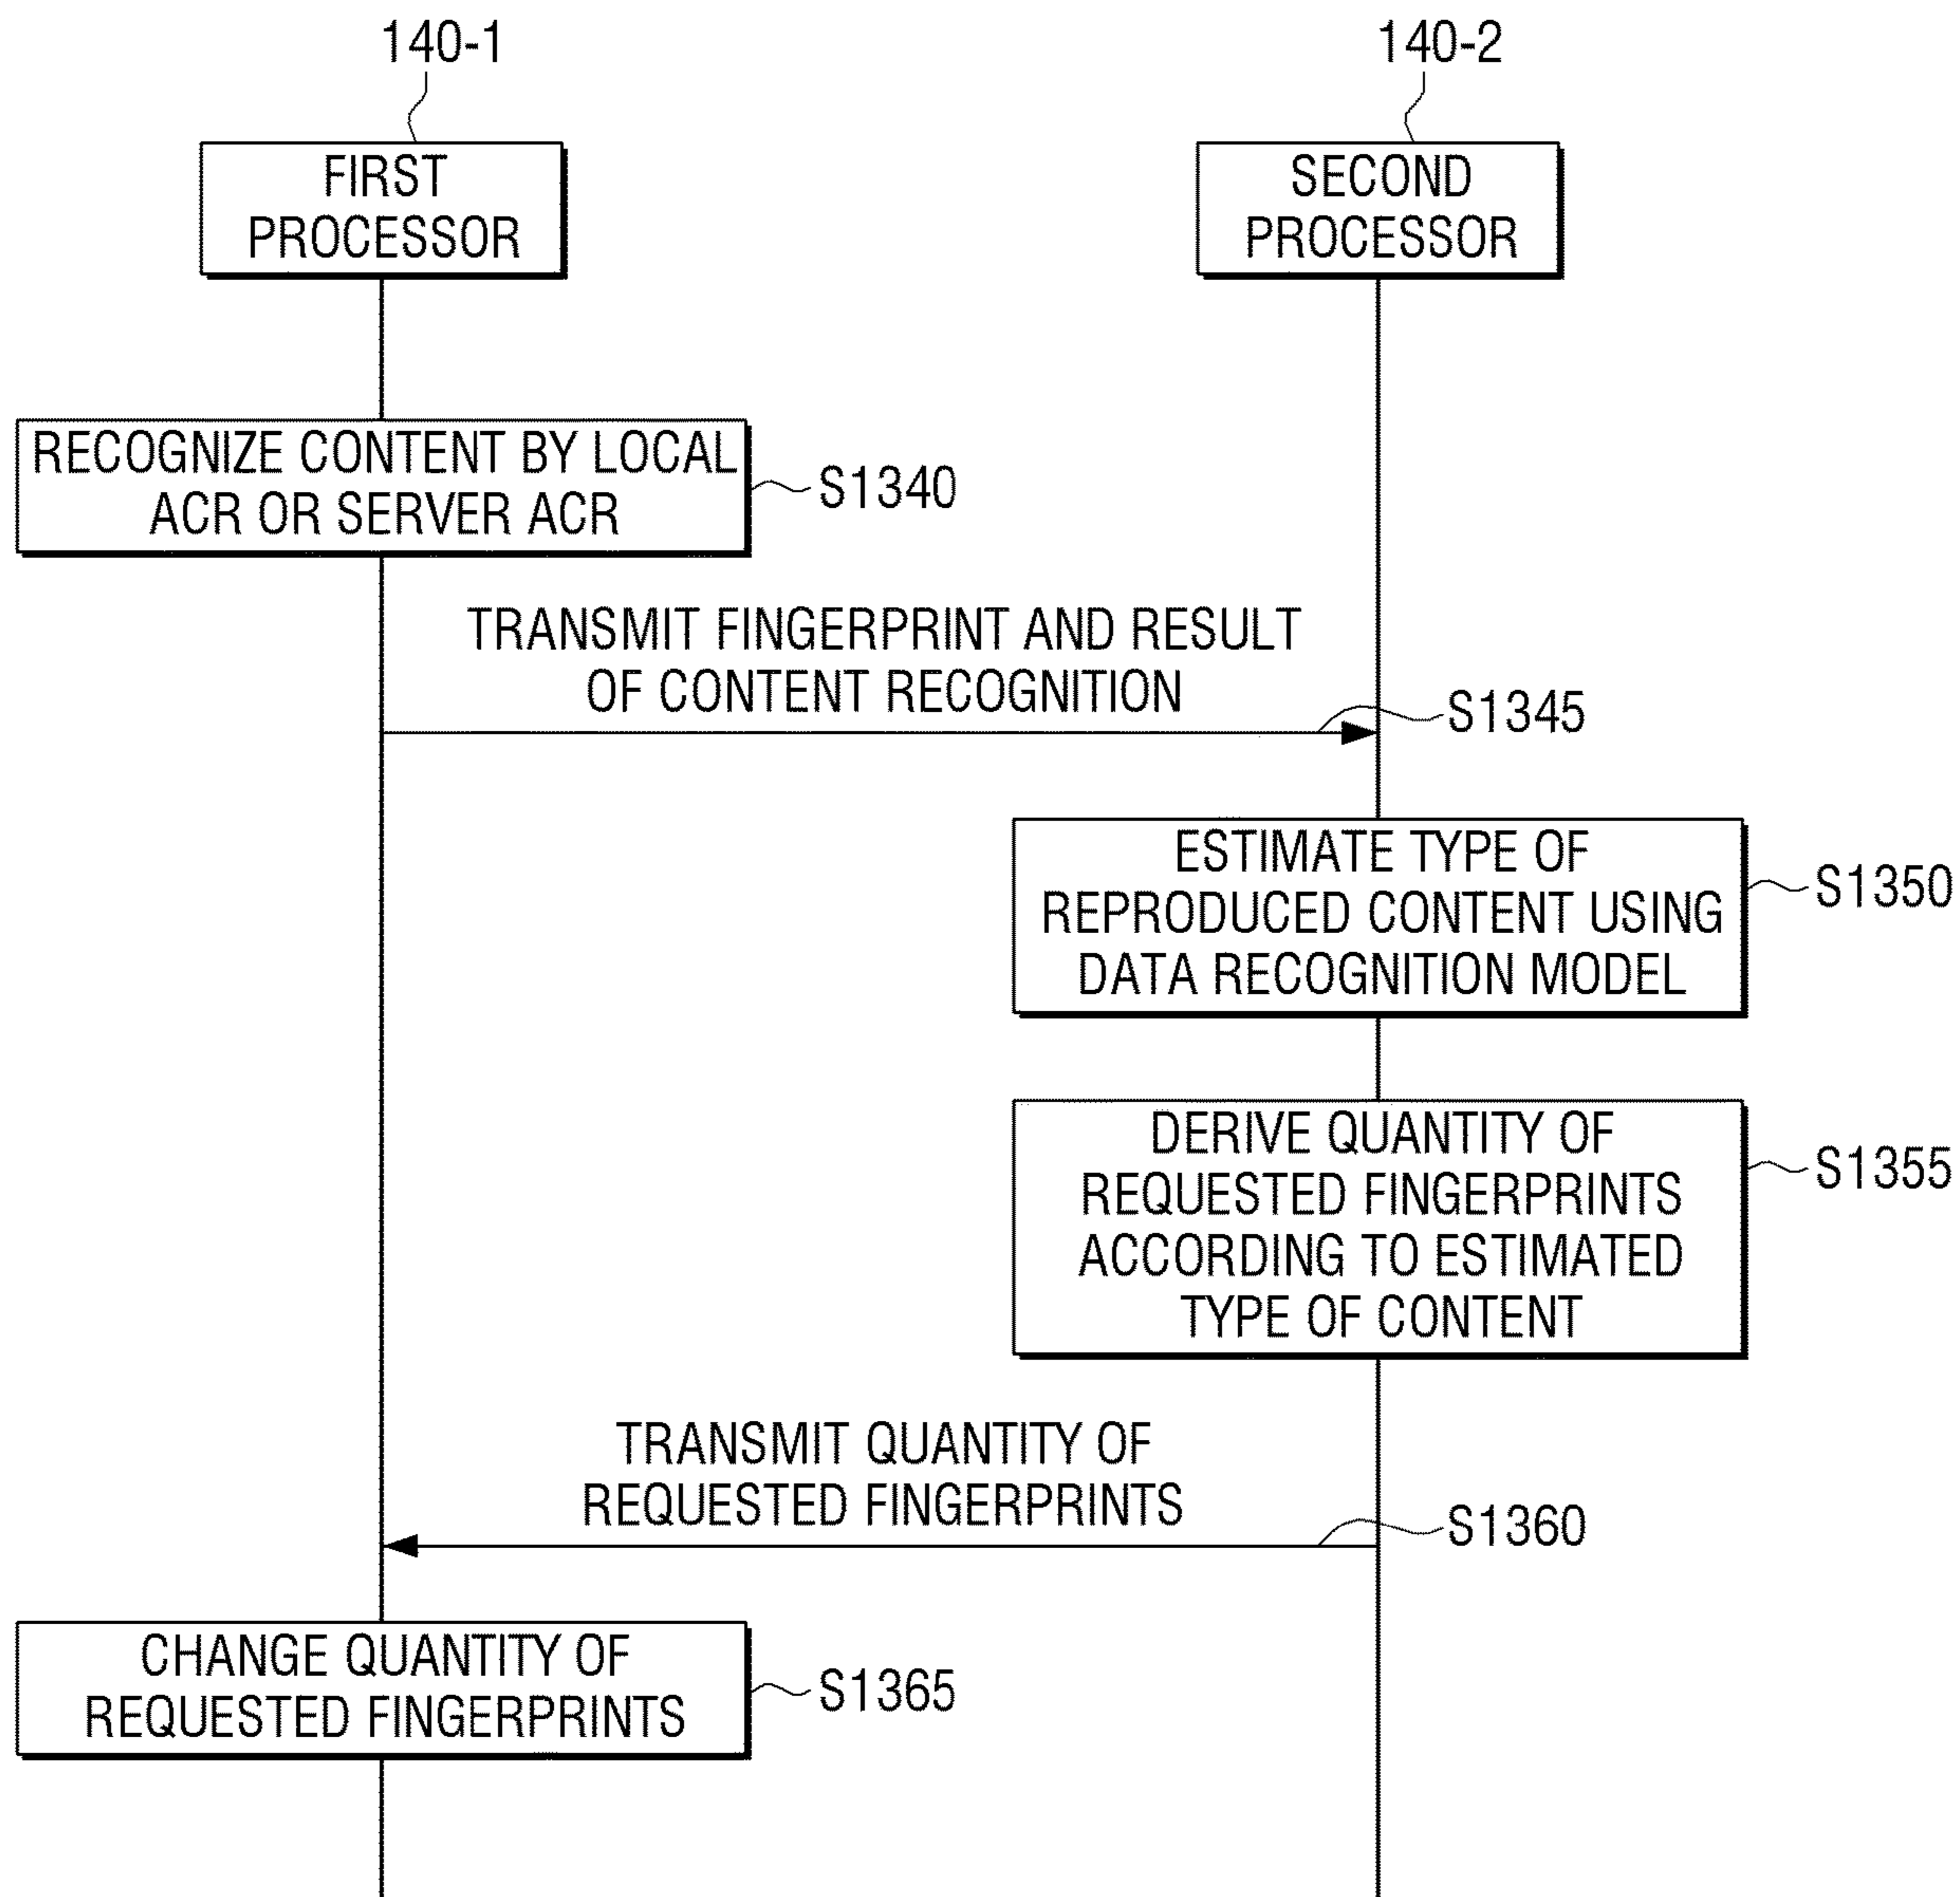 140-1
140-2
FIRST
PROCESSOR
SECOND
PROCESSOR
RECOGNIZE CONTENT BY LOCAL
ACR OR SERVER ACR
S1340
TRANSMIT FINGERPRINT AND RESULT
OF CONTENT RECOGNITION
S1345
ESTIMATE TYPE OF
REPRODUCED CONTENT USING
DATA RECOGNITION MODEL
S1350
DERIVE QUANTITY OF
REQUESTED FINGERPRINTS
ACCORDING TO ESTIMATED
TYPE OF CONTENT
S1355
TRANSMIT QUANTITY OF
REQUESTED FINGERPRINTS
S1360
CHANGE QUANTITY OF
REQUESTED FINGERPRINTS
S1365